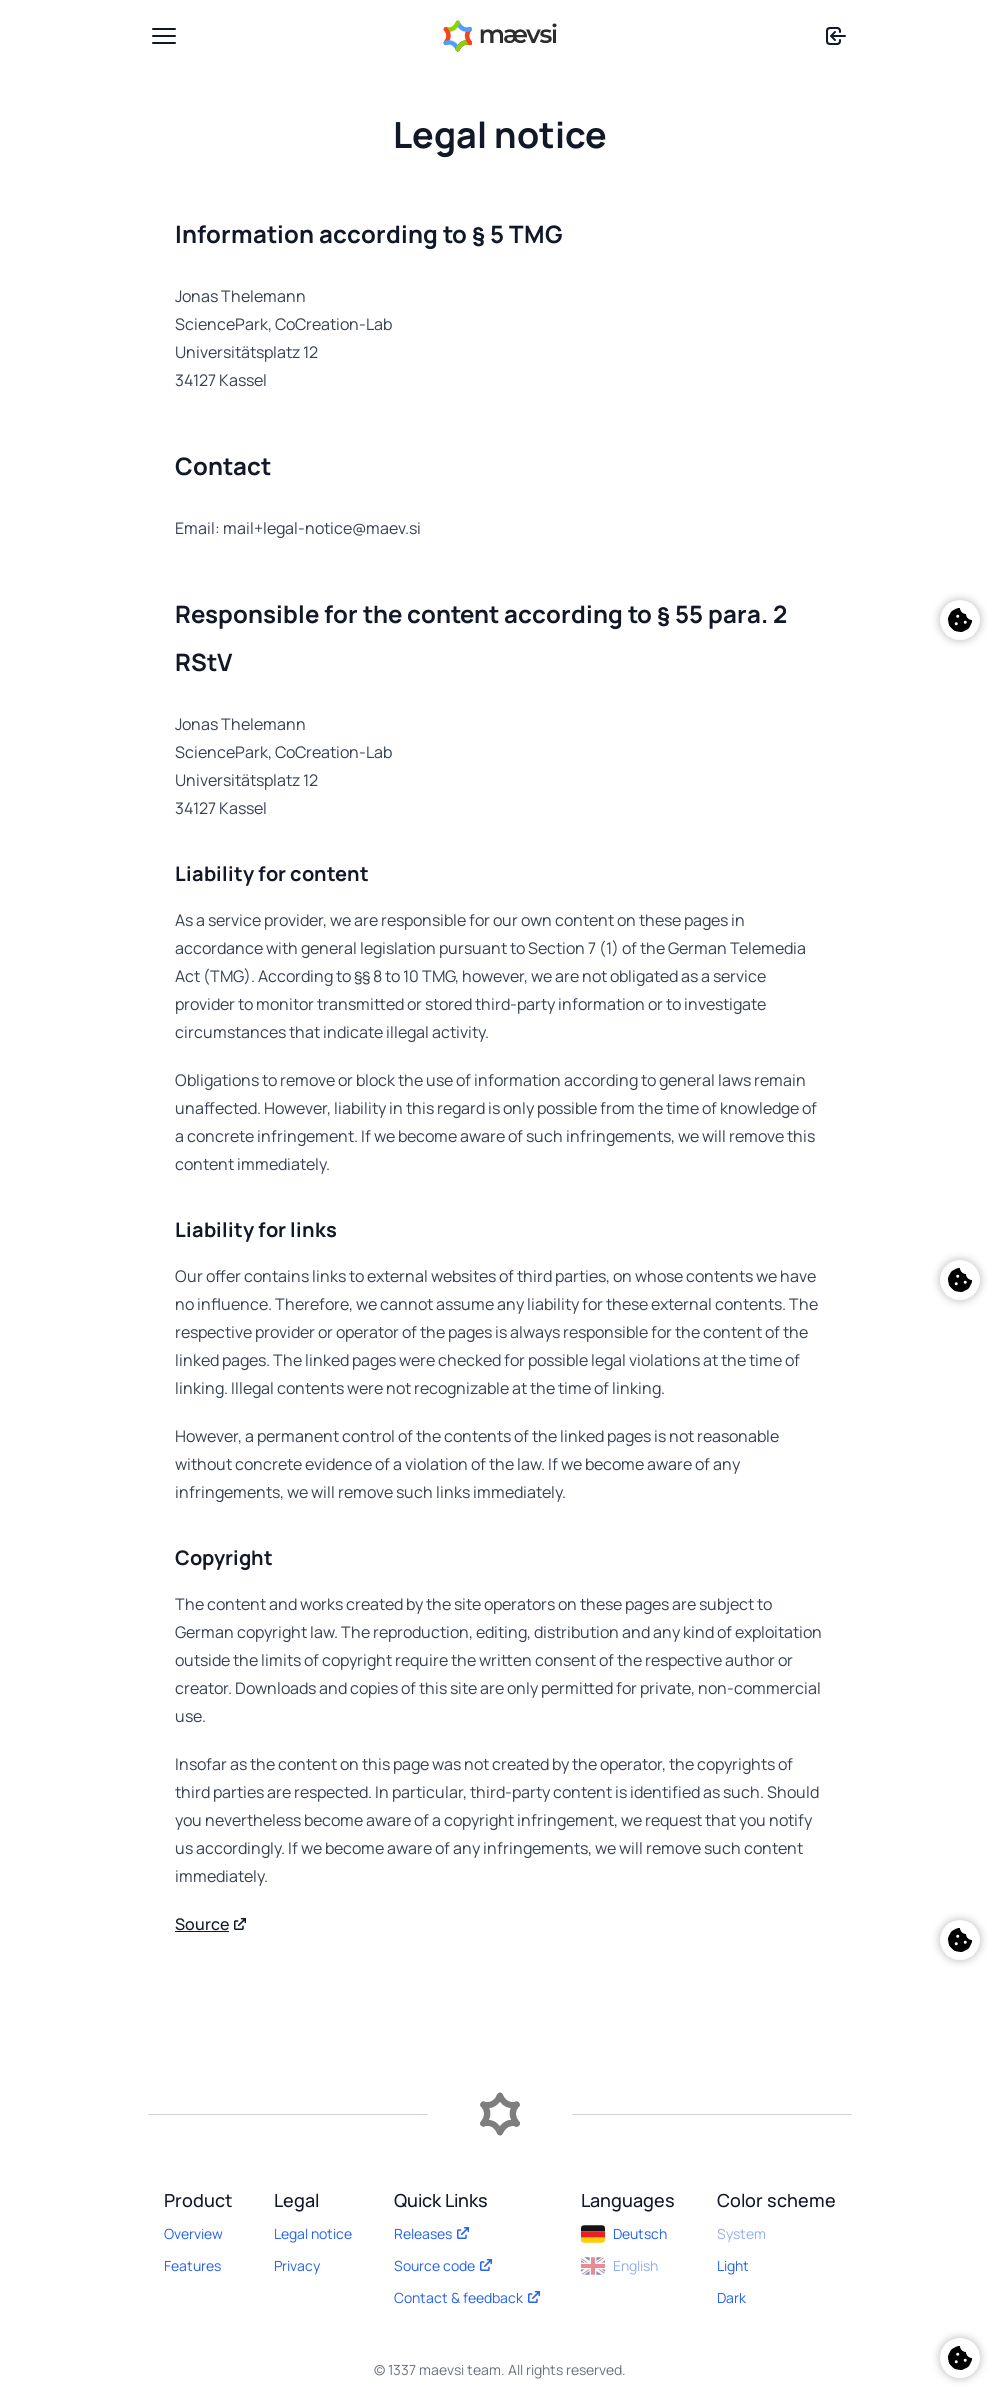 mævsi
Legal notice
Information according to § 5 TMG
Jonas Thelemann
SciencePark, CoCreation-Lab
Universitätsplatz 12
34127 Kassel
Contact
Email: mail+legal-notice@maev.si
Responsible for the content according to § 55 para. 2
RStV
Jonas Thelemann
SciencePark, CoCreation-Lab
Universitätsplatz 12
34127 Kassel
Liability for content
As a service provider, we are responsible for our own content on these pages in
accordance with general legislation pursuant to Section 7 (1) of the German Telemedia
Act (TMG). According to §§ 8 to 10 TMG, however, we are not obligated as a service
provider to monitor transmitted or stored third-party information or to investigate
circumstances that indicate illegal activity.
Obligations to remove or block the use of information according to general laws remain
unaffected. However, liability in this regard is only possible from the time of knowledge of
a concrete infringement. If we become aware of such infringements, we will remove this
content immediately.
Liability for links
Our offer contains links to external websites of third parties, on whose contents we have
no influence. Therefore, we cannot assume any liability for these external contents. The
respective provider or operator of the pages is always responsible for the content of the
linked pages. The linked pages were checked for possible legal violations at the time of
linking. Illegal contents were not recognizable at the time of linking.
However, a permanent control of the contents of the linked pages is not reasonable
without concrete evidence of a violation of the law. If we become aware of any
infringements, we will remove such links immediately.
Copyright
The content and works created by the site operators on these pages are subject to
German copyright law. The reproduction, editing, distribution and any kind of exploitation
outside the limits of copyright require the written consent of the respective author or
creator. Downloads and copies of this site are only permitted for private, non-commercial
use.
Insofar as the content on this page was not created by the operator, the copyrights of
third parties are respected. In particular, third-party content is identified as such. Should
you nevertheless become aware of a copyright infringement, we request that you notify
us accordingly. If we become aware of any infringements, we will remove such content
immediately.
Source
Product
Overview
Features
Legal
Legal notice
Privacy
Quick Links
Releases
Source code
Contact & feedback
Languages
Deutsch
English
Color scheme
System
Light
Dark
© 1337 maevsi team. All rights reserved.